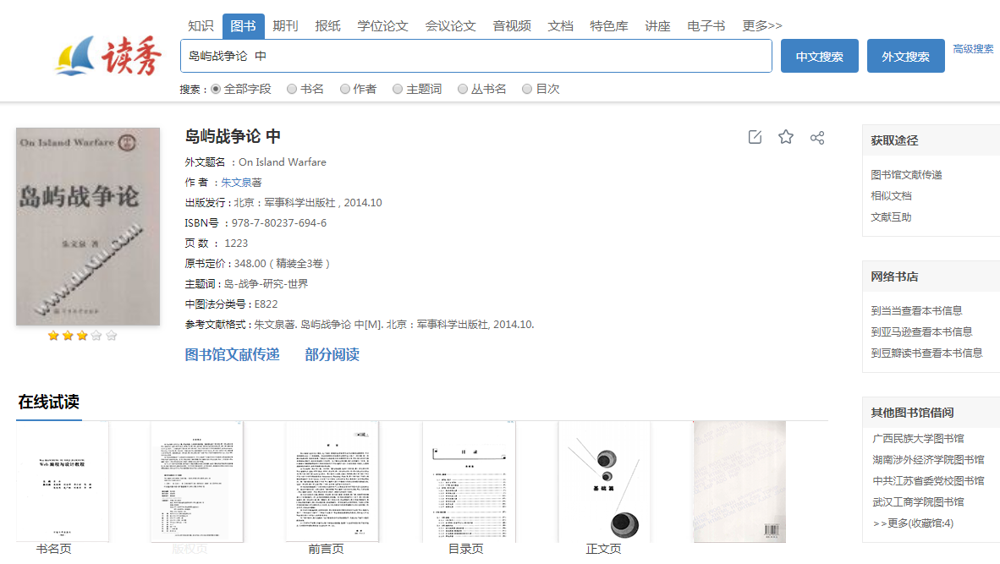 知识 图书 期刊 报纸 学位论文 会议论文 音视频 文档 特色库 讲座 电子书 更多>>
读秀
岛屿战争论 中
中文搜索 外文搜索 高级搜索
搜索： 全部字段 书名 作者 主题词 丛书名 目次
On Island Warfare
岛屿战争论
朱文泉 著
www.duxiu.com
岛屿战争论 中
外文题名 ：On Island Warfare
作 者 ：朱文泉著
出版发行 : 北京：军事科学出版社 , 2014.10
ISBN号 ：978-7-80237-694-6
页 数 ： 1223
原书定价 : 348.00（精装全3卷）
主题词 : 岛-战争-研究-世界
中图法分类号 : E822
参考文献格式 : 朱文泉著. 岛屿战争论 中[M]. 北京：军事科学出版社, 2014.10.
图书馆文献传递 部分阅读
获取途径
图书馆文献传递
相似文档
文献互助
网络书店
到当当查看本书信息
到亚马逊查看本书信息
到豆瓣读书查看本书信息
其他图书馆借阅
广西民族大学图书馆
湖南涉外经济学院图书馆
中共江苏省委党校图书馆
武汉工商学院图书馆
>>更多(收藏馆:4)
在线试读
Web 编程与设计教程
目 录
基础篇
书名页 版权页 前言页 目录页 正文页